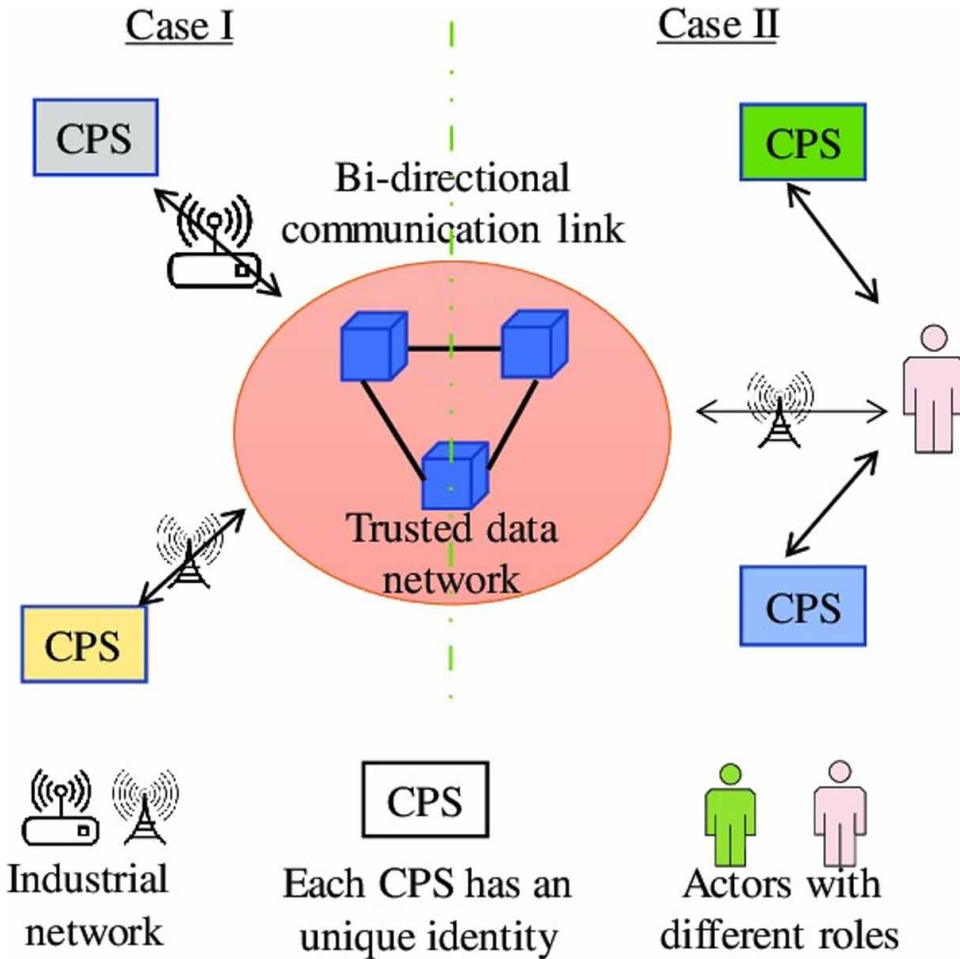 Case I
Case II
CPS
CPS
Bi-directional
communication link
Trusted data
network
CPS
CPS
Industrial
network
CPS
Each CPS has an
unique identity
Actors with
different roles